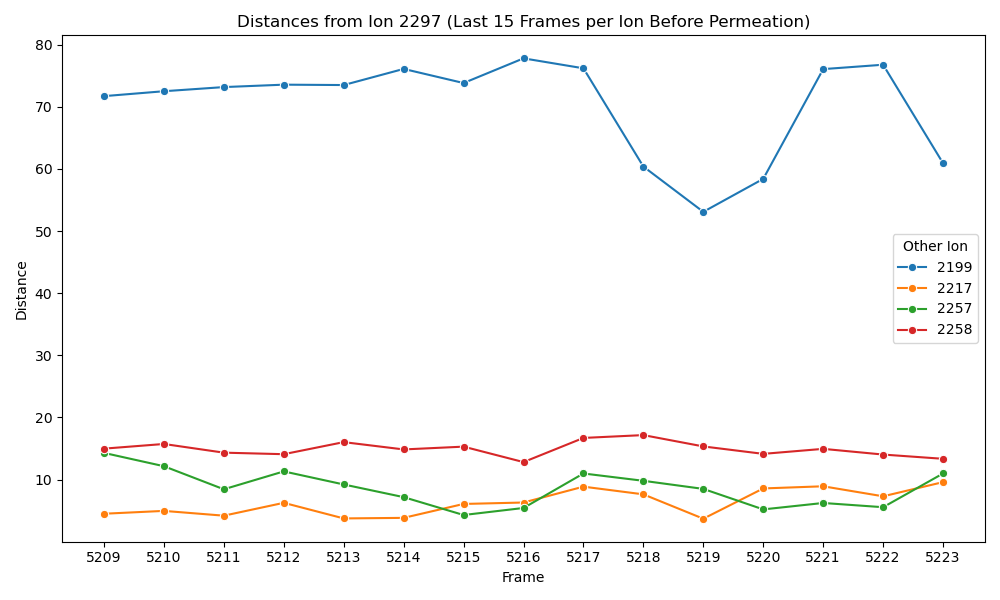 Distances from Ion 2297 (Last 15 Frames per Ion Before Permeation)
80
70
60
50
40
30
20
10
Distance
Other Ion
2199
2217
2257
2258
5209 5210 5211 5212 5213 5214 5215 5216 5217 5218 5219 5220 5221 5222 5223
Frame